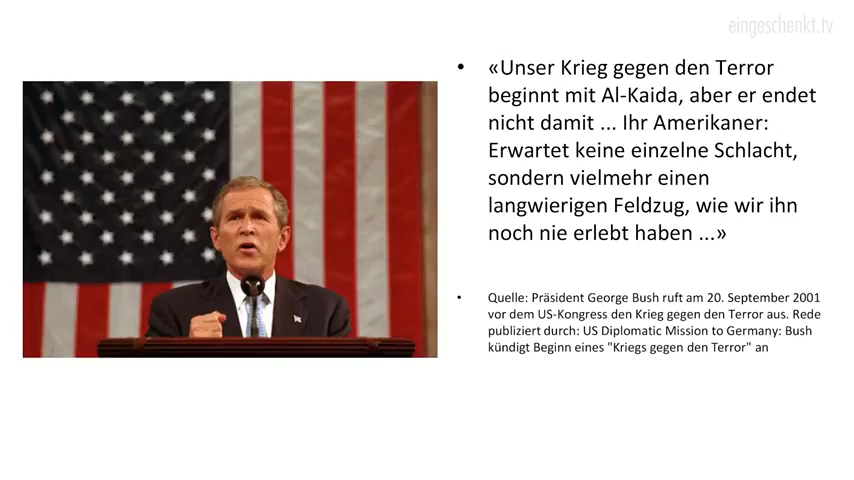 eingeschenkt.tv
• «Unser Krieg gegen den Terror
beginnt mit Al-Kaida, aber er endet
nicht damit ... Ihr Amerikaner:
Erwartet keine einzelne Schlacht,
sondern vielmehr einen
langwierigen Feldzug, wie wir ihn
noch nie erlebt haben ...»
• Quelle: Präsident George Bush ruft am 20. September 2001
vor dem US-Kongress den Krieg gegen den Terror aus. Rede
publiziert durch: US Diplomatic Mission to Germany: Bush
kündigt Beginn eines "Kriegs gegen den Terror" an